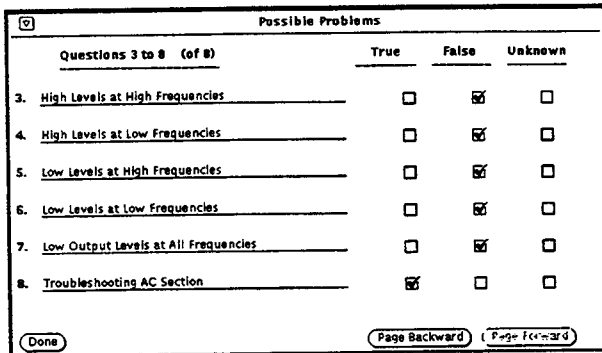 Possible Problems
Questions 3 to 8 (of 8) True False Unknown
3. High Levels at High Frequencies
4. High Levels at Low Frequencies
5. Low Levels at High Frequencies
6. Low Levels at Low Frequencies
7. Low Output Levels at All Frequencies
8. Troubleshooting AC Section
Done Page Backward Page Forward